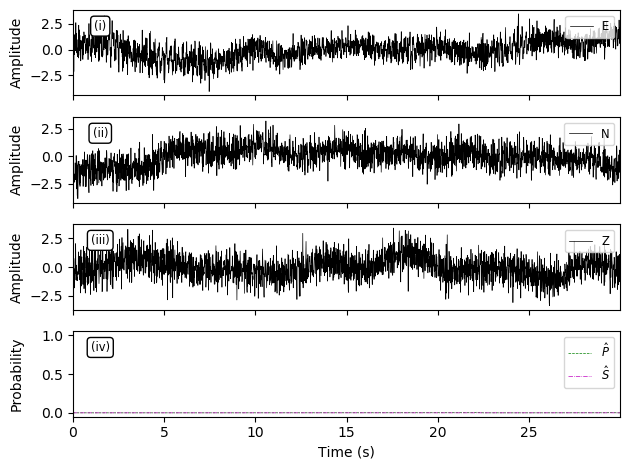 Amplitude
2.5
0.0
−2.5
(i)
E
Amplitude
2.5
0.0
−2.5
(ii)
N
Amplitude
2.5
0.0
−2.5
(iii)
Z
Probability
1.0
0.5
0.0
(iv)
P̂
Ŝ
0 5 10 15 20 25
Time (s)